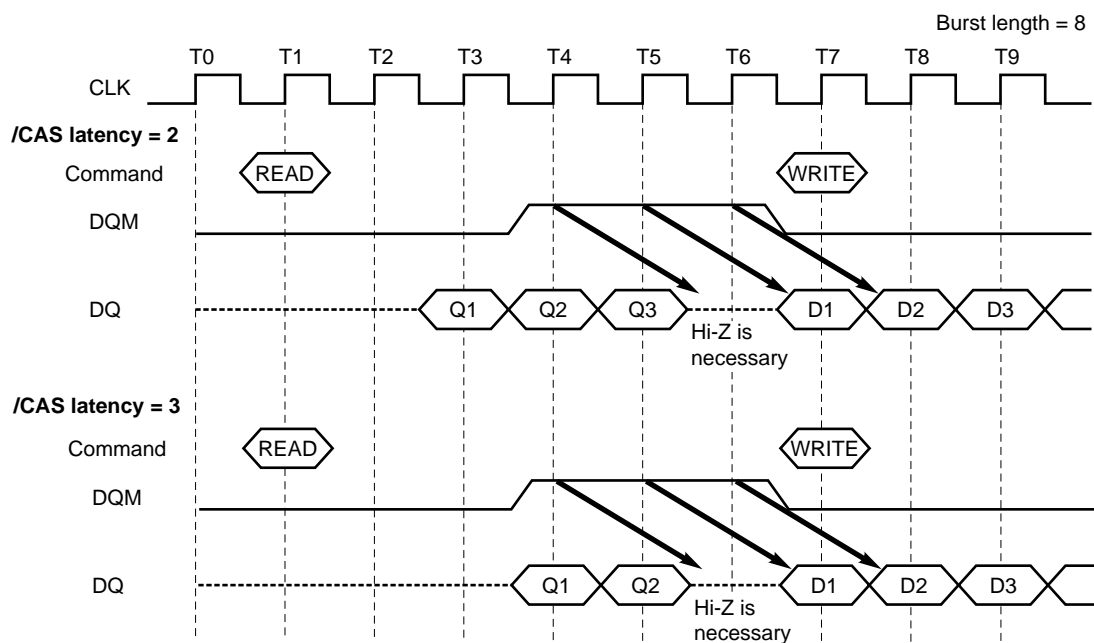 Burst length = 8
T0 T1 T2 T3 T4 T5 T6 T7 T8 T9
CLK
/CAS latency = 2
Command READ WRITE
DQM
DQ Q1 Q2 Q3 D1 D2 D3
Hi-Z is
necessary
/CAS latency = 3
Command READ WRITE
DQM
DQ Q1 Q2 D1 D2 D3
Hi-Z is
necessary